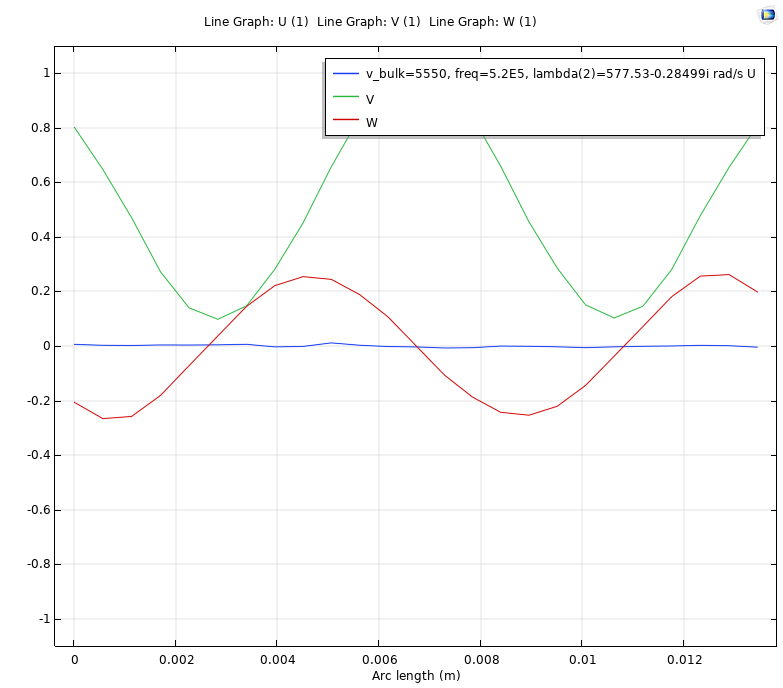 Line Graph: U (1) Line Graph: V (1) Line Graph: W (1)
v_bulk=5550, freq=5.2E5, lambda(2)=577.53-0.28499i rad/s U
V
W
1
0.8
0.6
0.4
0.2
0
-0.2
-0.4
-0.6
-0.8
-1
0 0.002 0.004 0.006 0.008 0.01 0.012
Arc length (m)